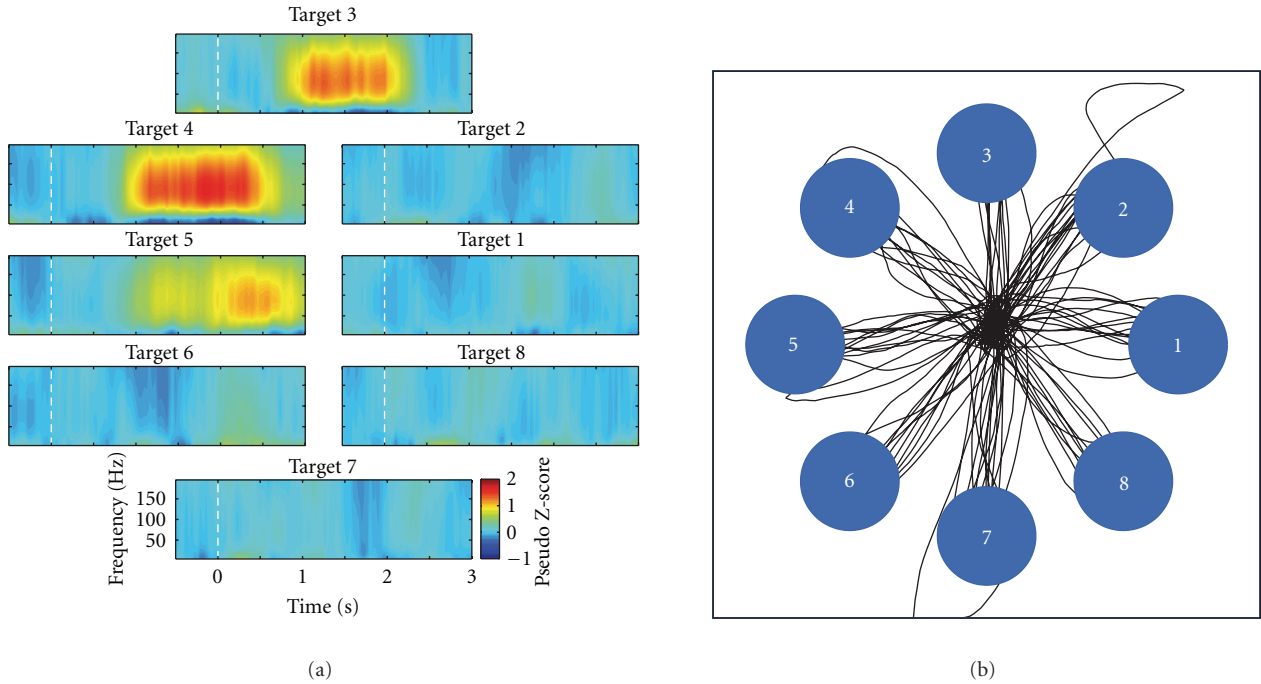 Target 3
Target 4
Target 2
Target 5
Target 1
Target 6
Target 8
Target 7
Frequency (Hz)
150
100
50
0
1
2
3
Time (s)
2
1
0
−1
Pseudo Z-score
(a)
3
4
2
5
1
6
8
7
(b)